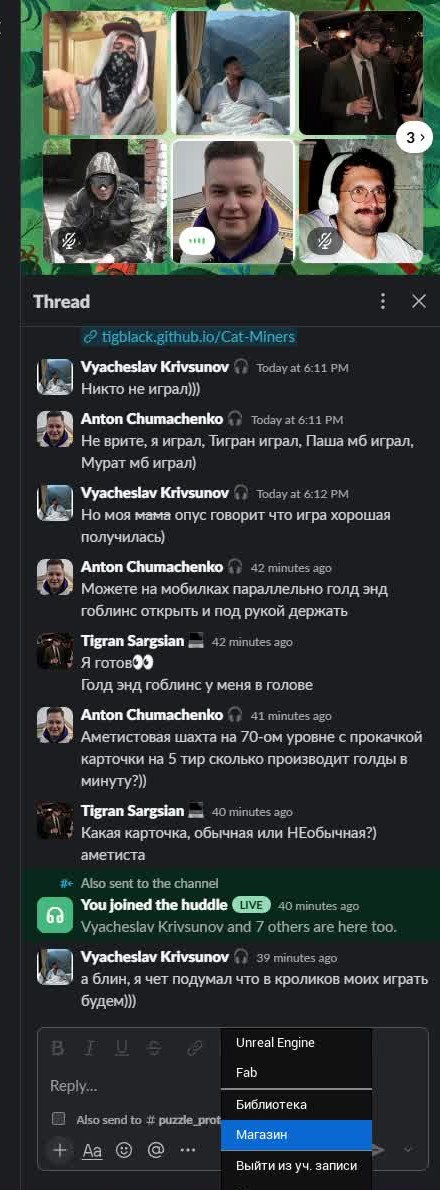 3 ›
Thread
tigblack.github.io/Cat-Miners
Vyacheslav Krivsunov Today at 6:11 PM
Никто не играл)))
Anton Chumachenko Today at 6:11 PM
Не врите, я играл, Тигран играл, Паша мб играл,
Мурат мб играл)
Vyacheslav Krivsunov Today at 6:12 PM
Но моя мама опус говорит что игра хорошая
получилась)
Anton Chumachenko 42 minutes ago
Можете на мобилках параллельно голд энд
гоблинс открыть и под рукой держать
Tigran Sargsian 42 minutes ago
Я готов👀
Голд энд гоблинс у меня в голове
Anton Chumachenko 41 minutes ago
Аметистовая шахта на 70-ом уровне с прокачкой
карточки на 5 тир сколько производит голды в
минуту?))
Tigran Sargsian 40 minutes ago
Какая карточка, обычная или НЕобычная?)
аметиста
Also sent to the channel
You joined the huddle LIVE 40 minutes ago
Vyacheslav Krivsunov and 7 others are here too.
Vyacheslav Krivsunov 39 minutes ago
а блин, я чет подумал что в кроликов моих играть
будем)))
B I U S
Unreal Engine
Reply...
Fab
Библиотека
Also send to # puzzle_prot
Магазин
Aa @
Выйти из уч. записи